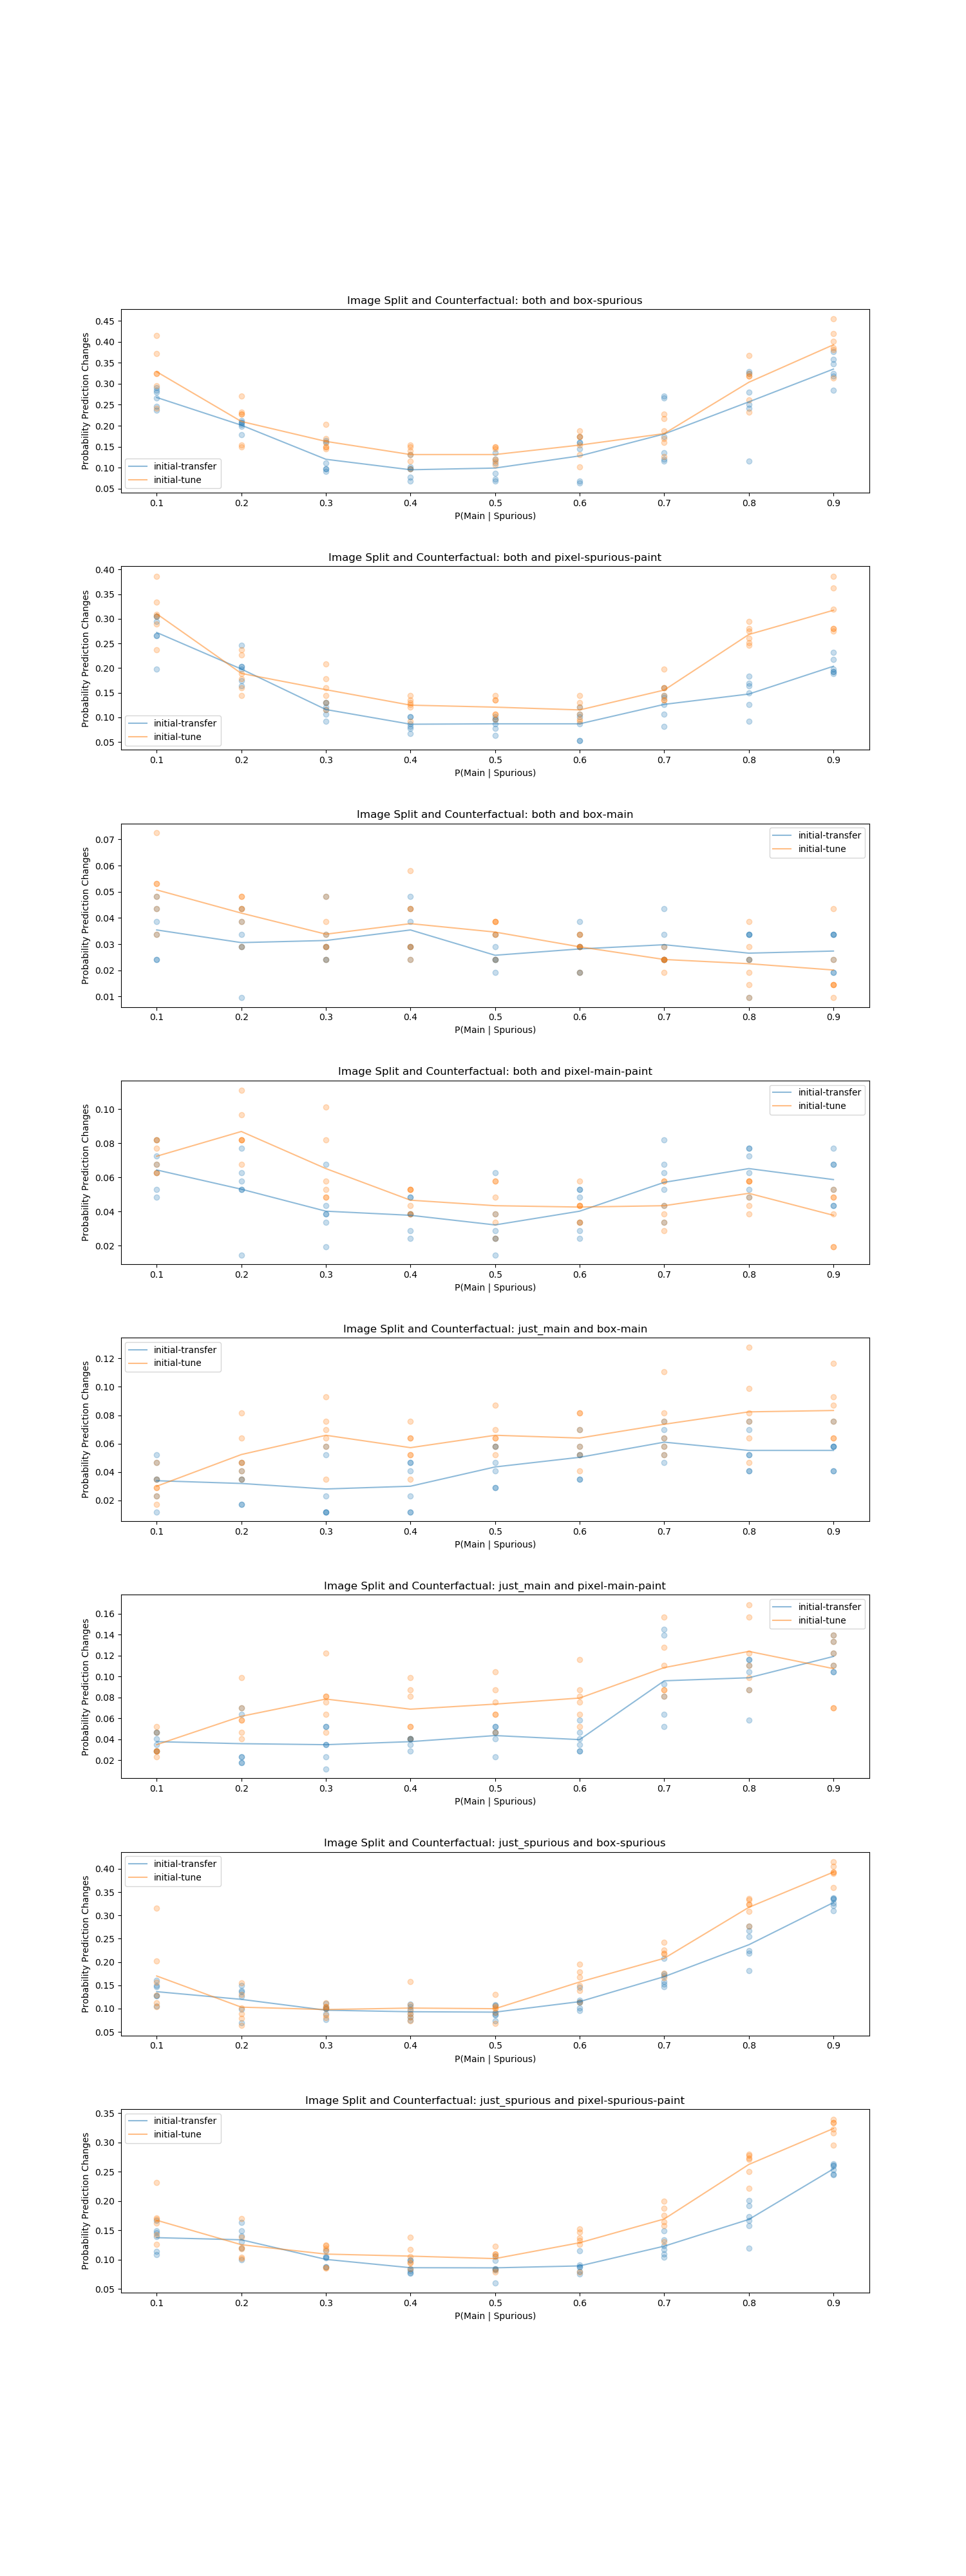 Image Split and Counterfactual: both and box-spurious
Probability Prediction Changes
0.45
0.40
0.35
0.30
0.25
0.20
0.15
0.10
0.05
initial-transfer
initial-tune
0.1 0.2 0.3 0.4 0.5 0.6 0.7 0.8 0.9
P(Main | Spurious)
Image Split and Counterfactual: both and pixel-spurious-paint
Probability Prediction Changes
0.40
0.35
0.30
0.25
0.20
0.15
0.10
0.05
initial-transfer
initial-tune
0.1 0.2 0.3 0.4 0.5 0.6 0.7 0.8 0.9
P(Main | Spurious)
Image Split and Counterfactual: both and box-main
Probability Prediction Changes
0.07
0.06
0.05
0.04
0.03
0.02
0.01
initial-transfer
initial-tune
0.1 0.2 0.3 0.4 0.5 0.6 0.7 0.8 0.9
P(Main | Spurious)
Image Split and Counterfactual: both and pixel-main-paint
Probability Prediction Changes
0.10
0.08
0.06
0.04
0.02
initial-transfer
initial-tune
0.1 0.2 0.3 0.4 0.5 0.6 0.7 0.8 0.9
P(Main | Spurious)
Image Split and Counterfactual: just_main and box-main
Probability Prediction Changes
0.12
0.10
0.08
0.06
0.04
0.02
initial-transfer
initial-tune
0.1 0.2 0.3 0.4 0.5 0.6 0.7 0.8 0.9
P(Main | Spurious)
Image Split and Counterfactual: just_main and pixel-main-paint
Probability Prediction Changes
0.16
0.14
0.12
0.10
0.08
0.06
0.04
0.02
initial-transfer
initial-tune
0.1 0.2 0.3 0.4 0.5 0.6 0.7 0.8 0.9
P(Main | Spurious)
Image Split and Counterfactual: just_spurious and box-spurious
Probability Prediction Changes
0.40
0.35
0.30
0.25
0.20
0.15
0.10
0.05
initial-transfer
initial-tune
0.1 0.2 0.3 0.4 0.5 0.6 0.7 0.8 0.9
P(Main | Spurious)
Image Split and Counterfactual: just_spurious and pixel-spurious-paint
Probability Prediction Changes
0.35
0.30
0.25
0.20
0.15
0.10
0.05
initial-transfer
initial-tune
0.1 0.2 0.3 0.4 0.5 0.6 0.7 0.8 0.9
P(Main | Spurious)